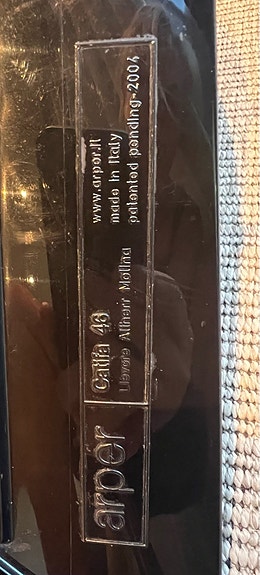 arper
Catifa 46
Lievore Altherr Molina
www.arper.it
made in Italy
patented pending-2004